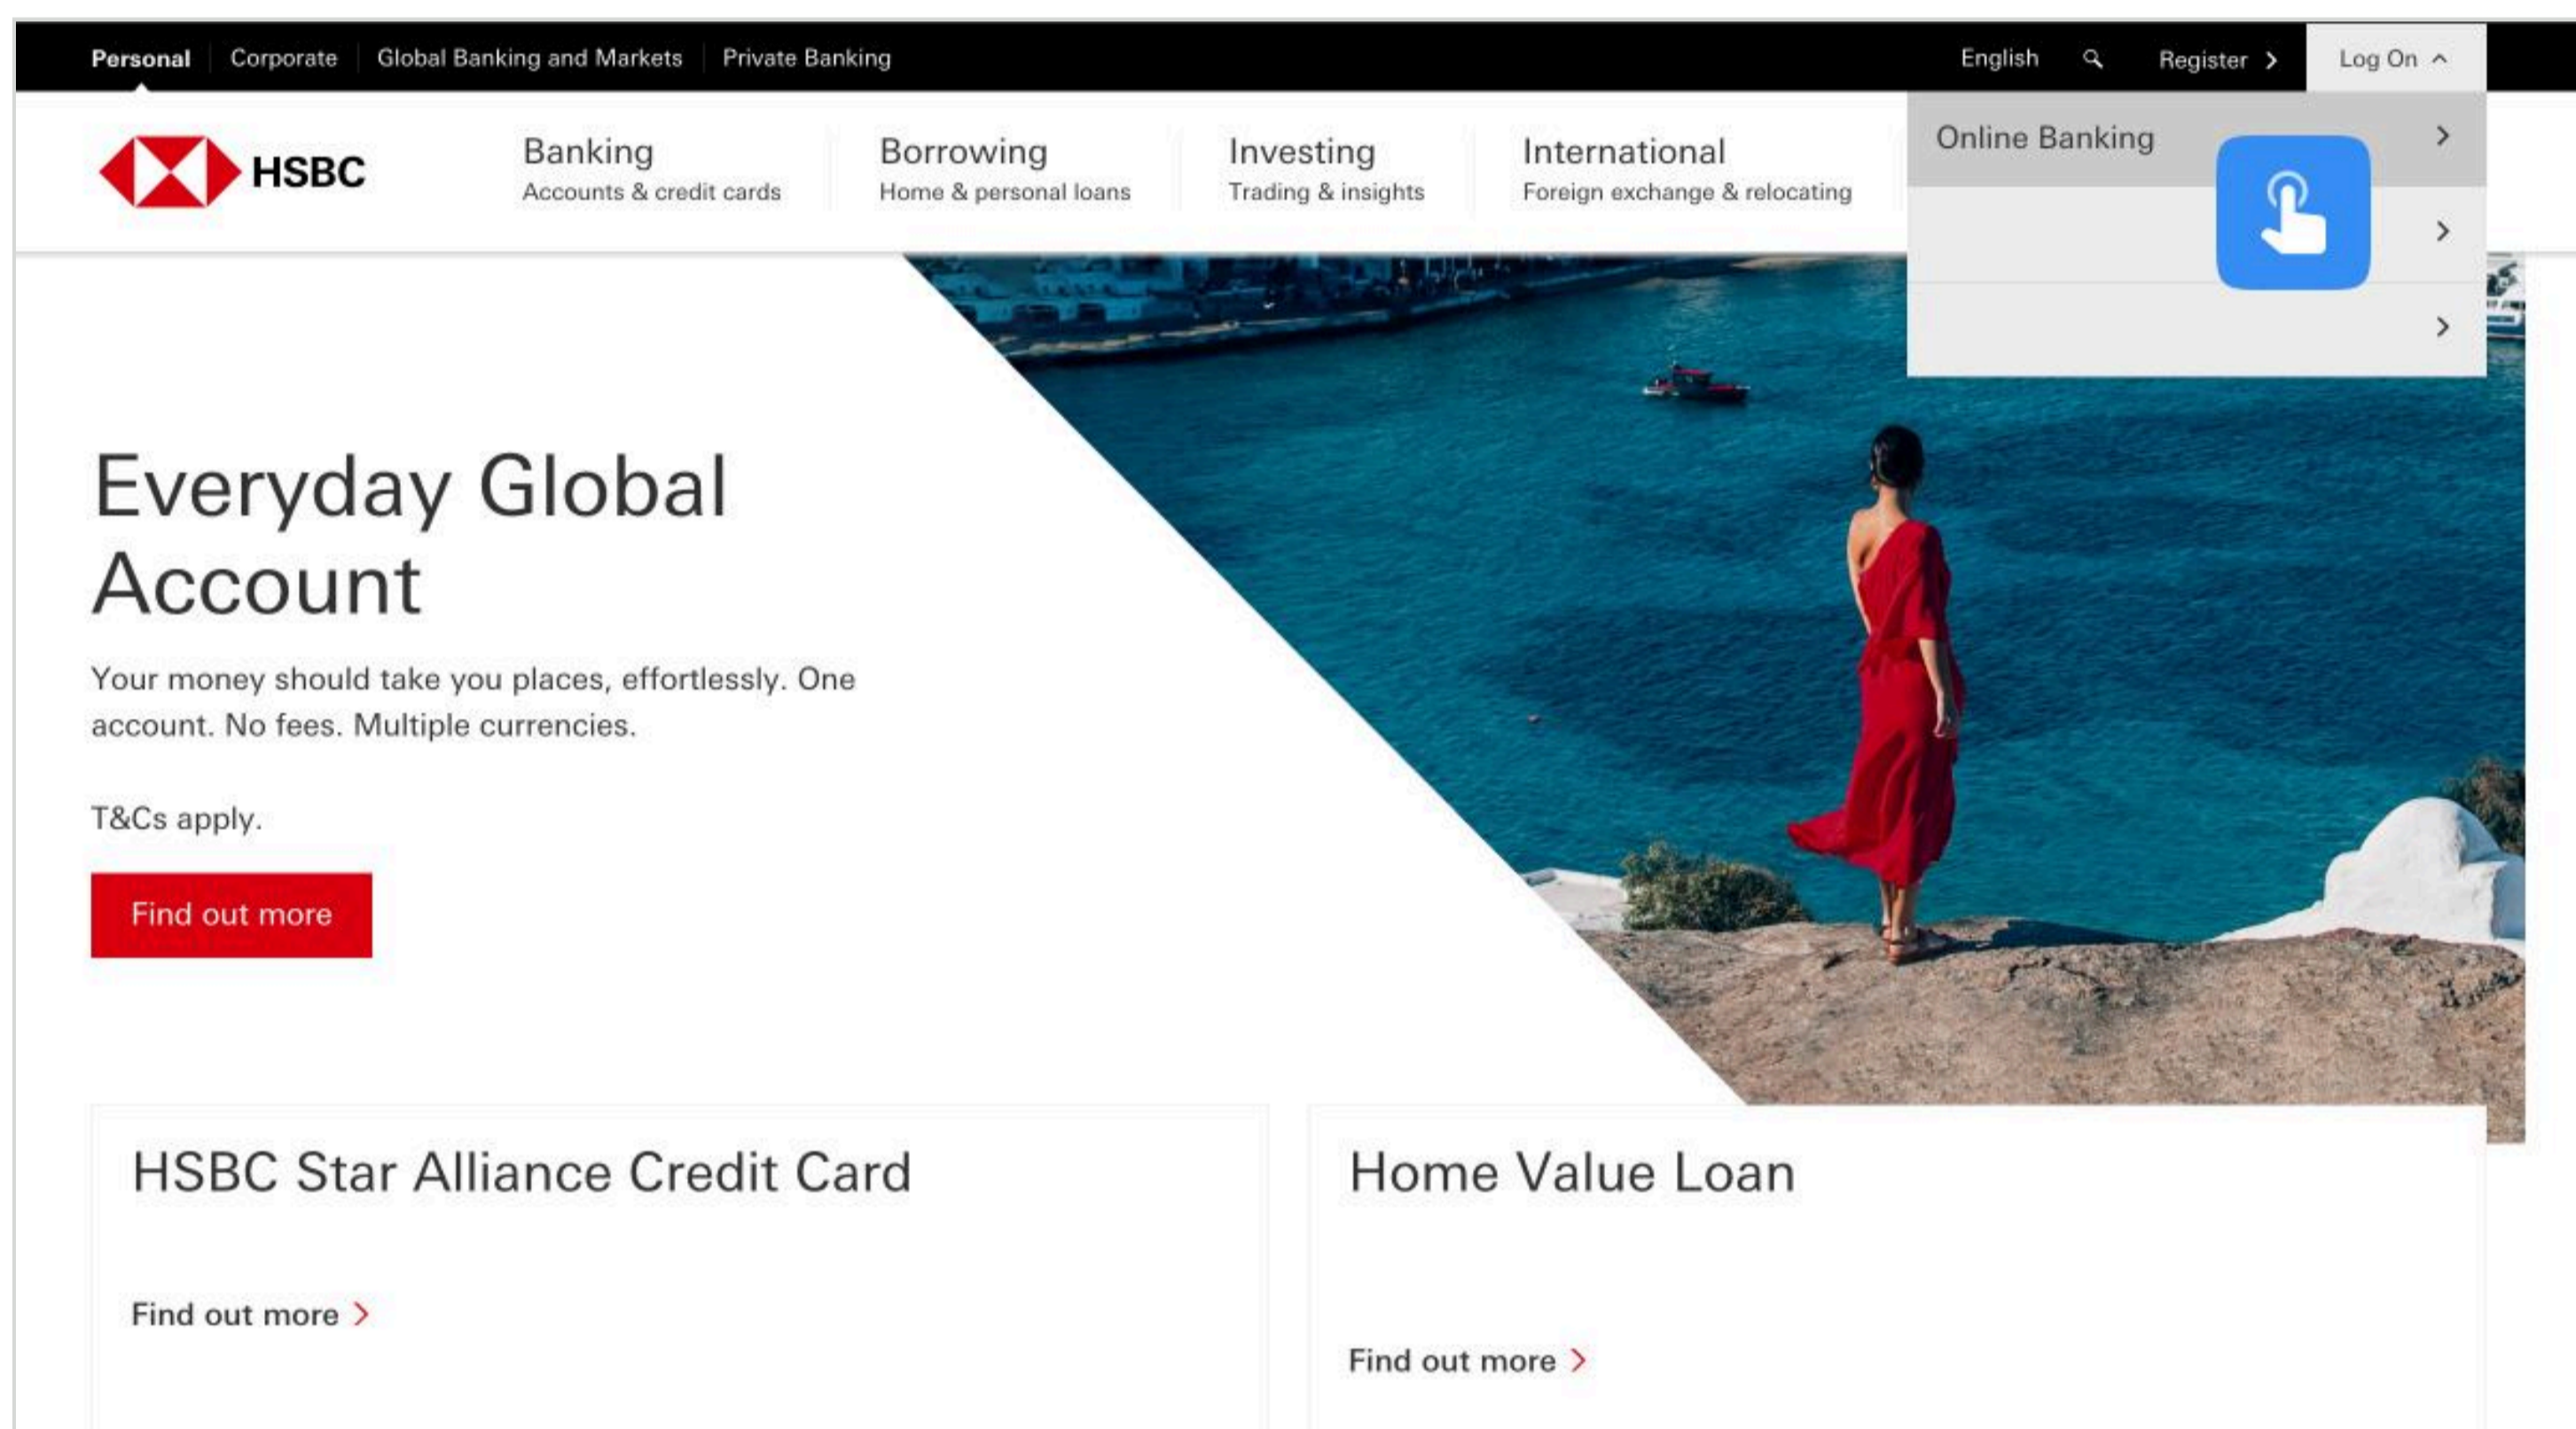 Personal
Corporate
Global Banking and Markets
Private Banking
English
Register
Log On
HSBC
Banking
Accounts & credit cards
Borrowing
Home & personal loans
Investing
Trading & insights
International
Foreign exchange & relocating
Online Banking
Everyday Global
Account
Your money should take you places, effortlessly. One
account. No fees. Multiple currencies.
T&Cs apply.
Find out more
HSBC Star Alliance Credit Card
Find out more
Home Value Loan
Find out more